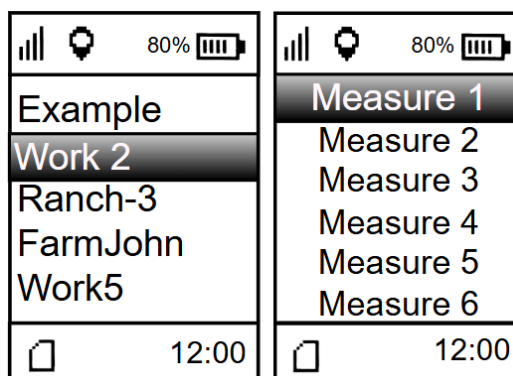 80%
Example
Work 2
Ranch-3
FarmJohn
Work5
12:00
80%
Measure 1
Measure 2
Measure 3
Measure 4
Measure 5
Measure 6
12:00